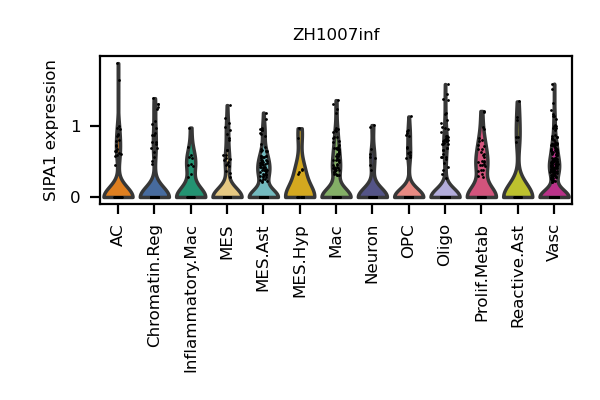 ZH1007inf
SIPA1 expression
1
0
AC
Chromatin.Reg
Inflammatory.Mac
MES
MES.Ast
MES.Hyp
Mac
Neuron
OPC
Oligo
Prolif.Metab
Reactive.Ast
Vasc